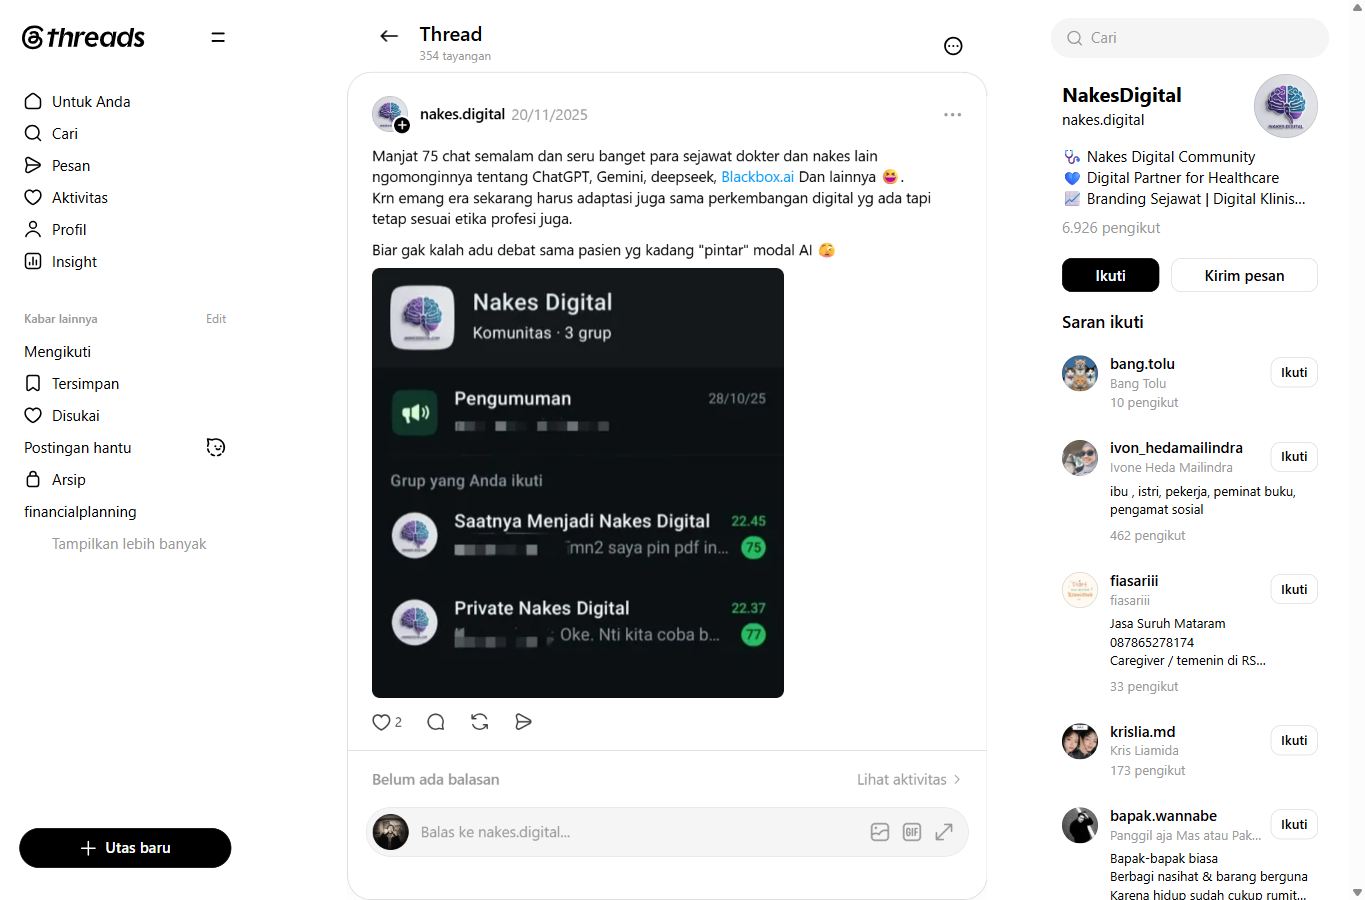 threads
Untuk Anda
Cari
Pesan
Aktivitas
Profil
Insight
Kabar lainnya
Edit
Mengikuti
Tersimpan
Disukai
Postingan hantu
Arsip
financialplanning
Tampilkan lebih banyak
Utas baru
Thread
354 tayangan
nakes.digital 20/11/2025
Manjat 75 chat semalam dan seru banget para sejawat dokter dan nakes lain
ngomonginnya tentang ChatGPT, Gemini, deepseek, Blackbox.ai Dan lainnya 😆 .
Krn emang era sekarang harus adaptasi juga sama perkembangan digital yg ada tapi
tetap sesuai etika profesi juga.
Biar gak kalah adu debat sama pasien yg kadang "pintar" modal AI 🫣
Nakes Digital
Komunitas · 3 grup
Pengumuman
28/10/25
Grup yang Anda ikuti
Saatnya Menjadi Nakes Digital
22.45
mn2 saya pin pdf in...
75
Private Nakes Digital
22.37
Oke. Nti kita coba b...
77
2
Belum ada balasan
Lihat aktivitas
Balas ke nakes.digital...
GIF
Cari
NakesDigital
nakes.digital
🩺 Nakes Digital Community
💙 Digital Partner for Healthcare
📈 Branding Sejawat | Digital Klinis...
6.926 pengikut
Ikuti
Kirim pesan
Saran ikuti
bang.tolu
Bang Tolu
10 pengikut
Ikuti
ivon_hedamailindra
Ivone Heda Mailindra
ibu , istri, pekerja, peminat buku,
pengamat sosial
462 pengikut
Ikuti
fiasariii
fiasariii
Jasa Suruh Mataram
087865278174
Caregiver / temenin di RS...
33 pengikut
Ikuti
krislia.md
Kris Liamida
173 pengikut
Ikuti
bapak.wannabe
Panggil aja Mas atau Pak...
Bapak-bapak biasa
Berbagi nasihat & barang berguna
Karena hidup sudah cukup rumit...
Ikuti